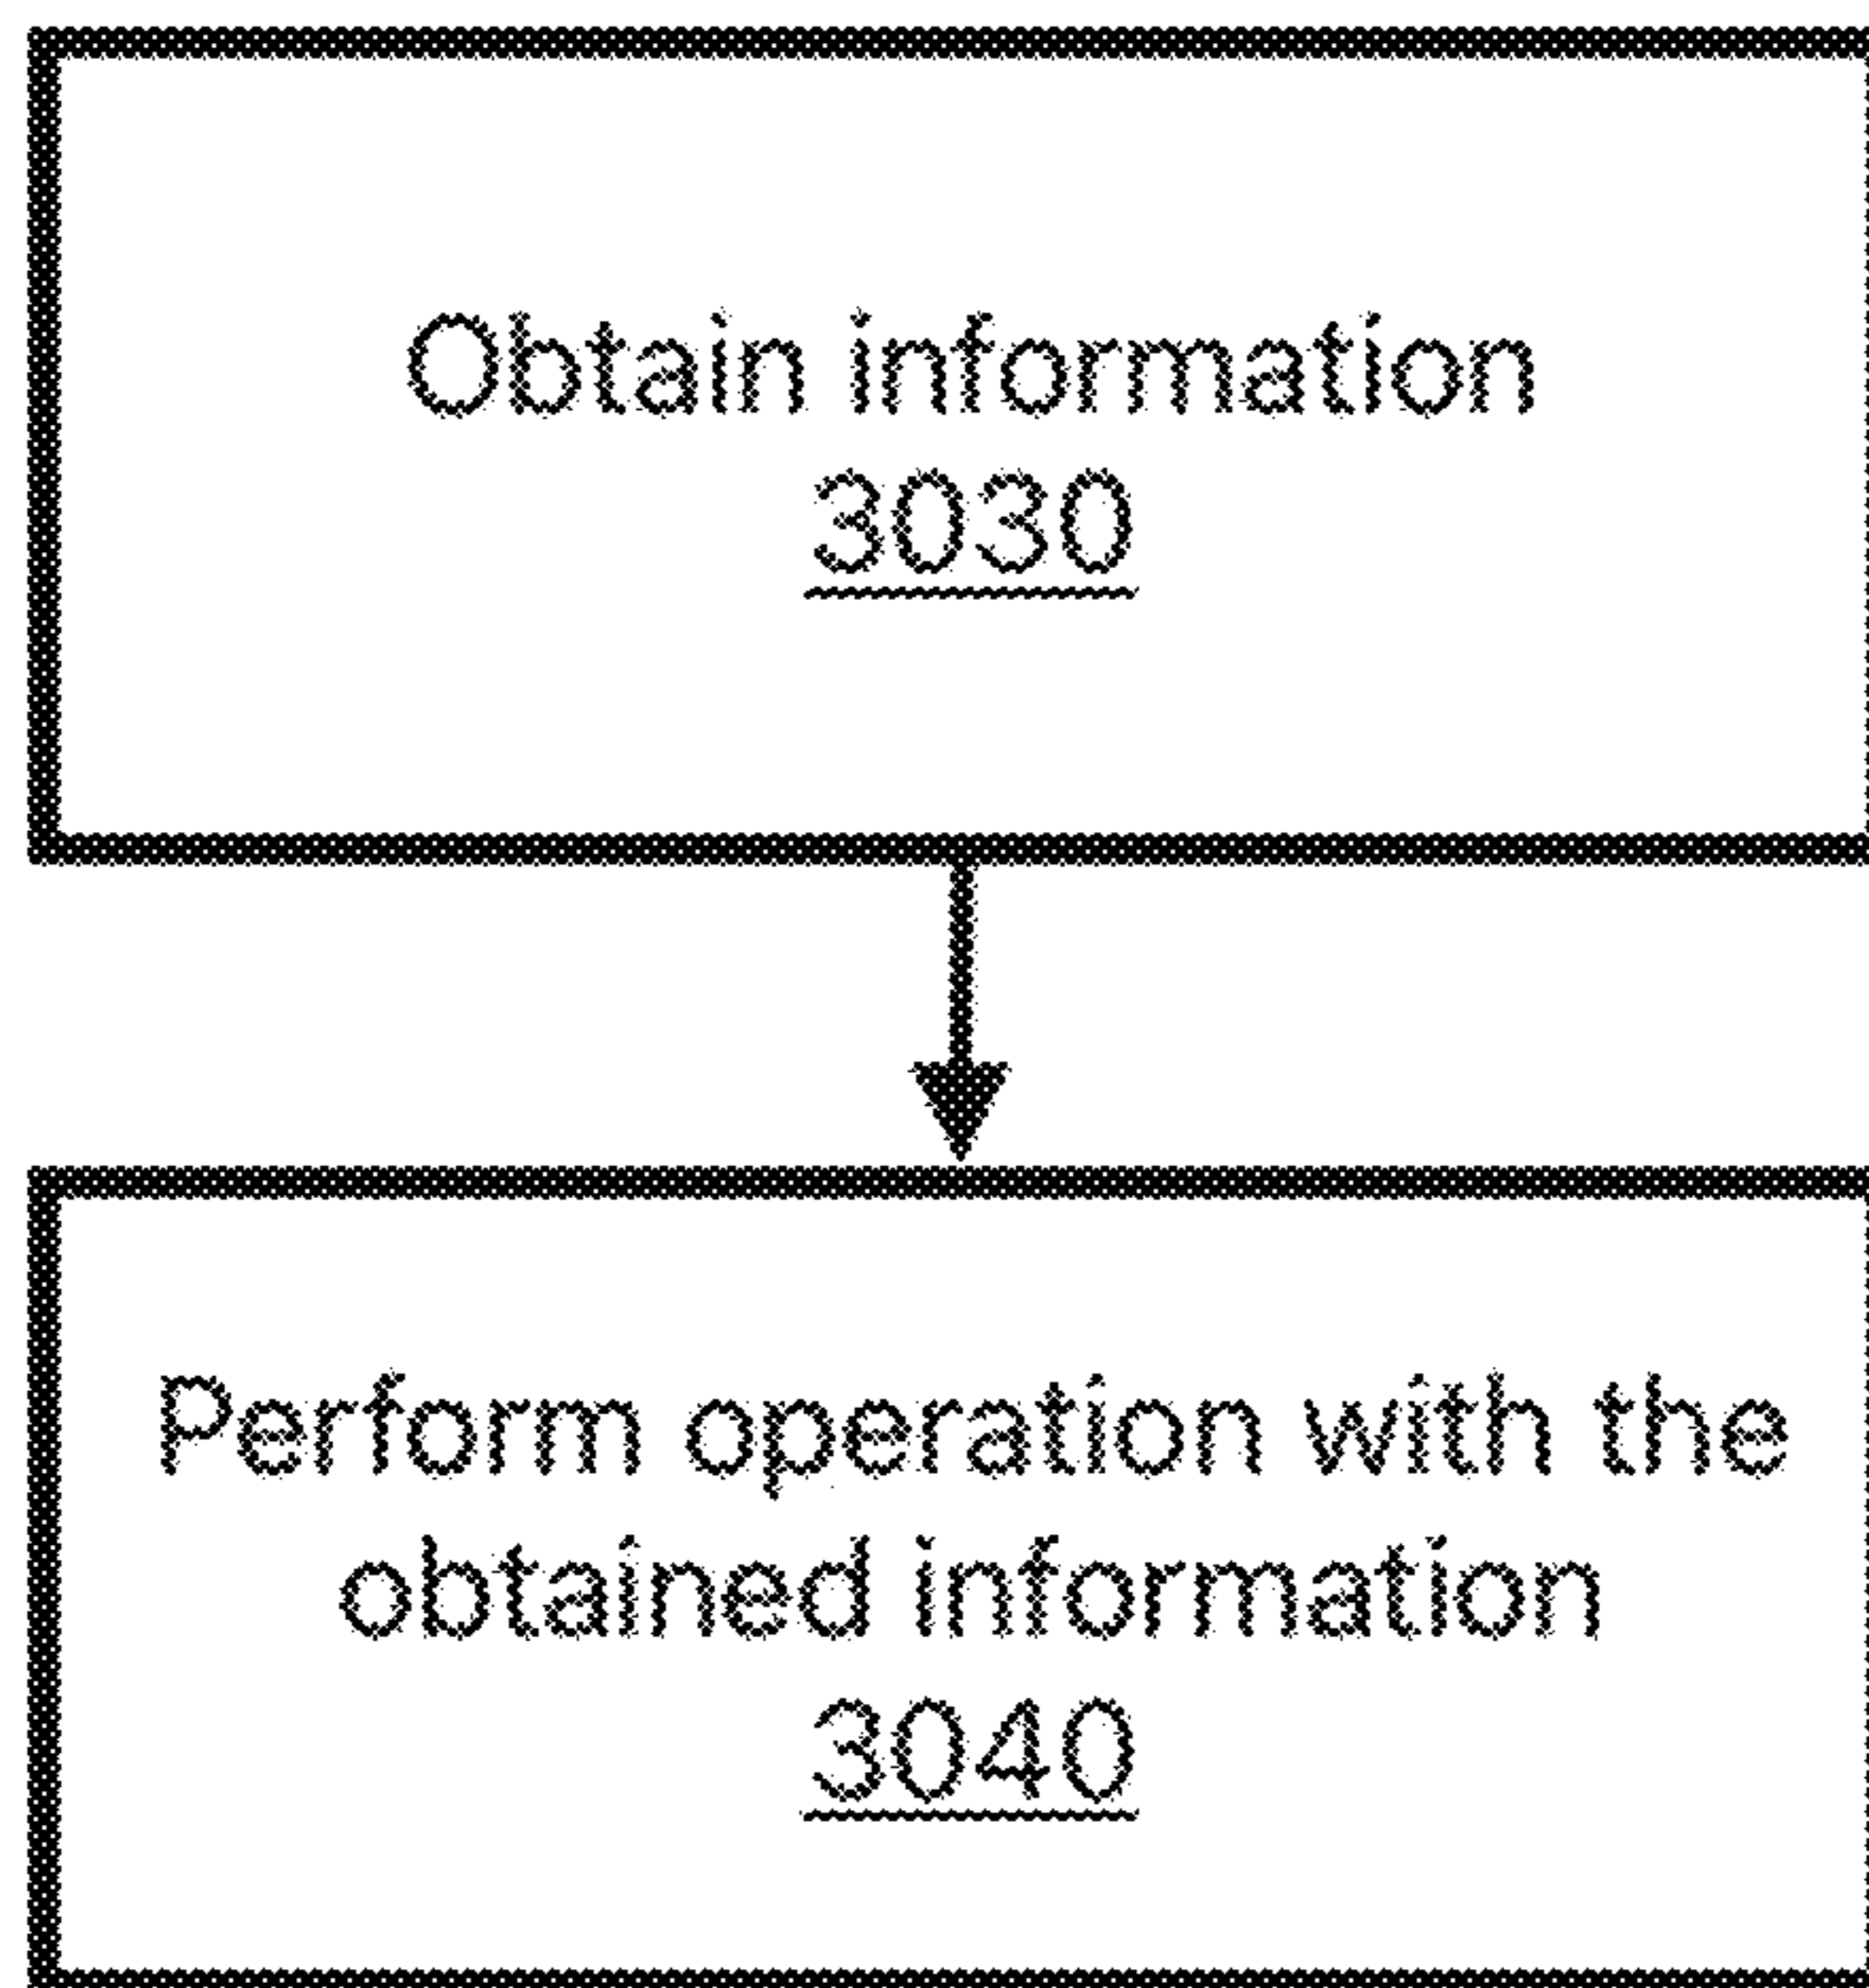 Obtain information
3030
Perform operation with the
obtained information
3040